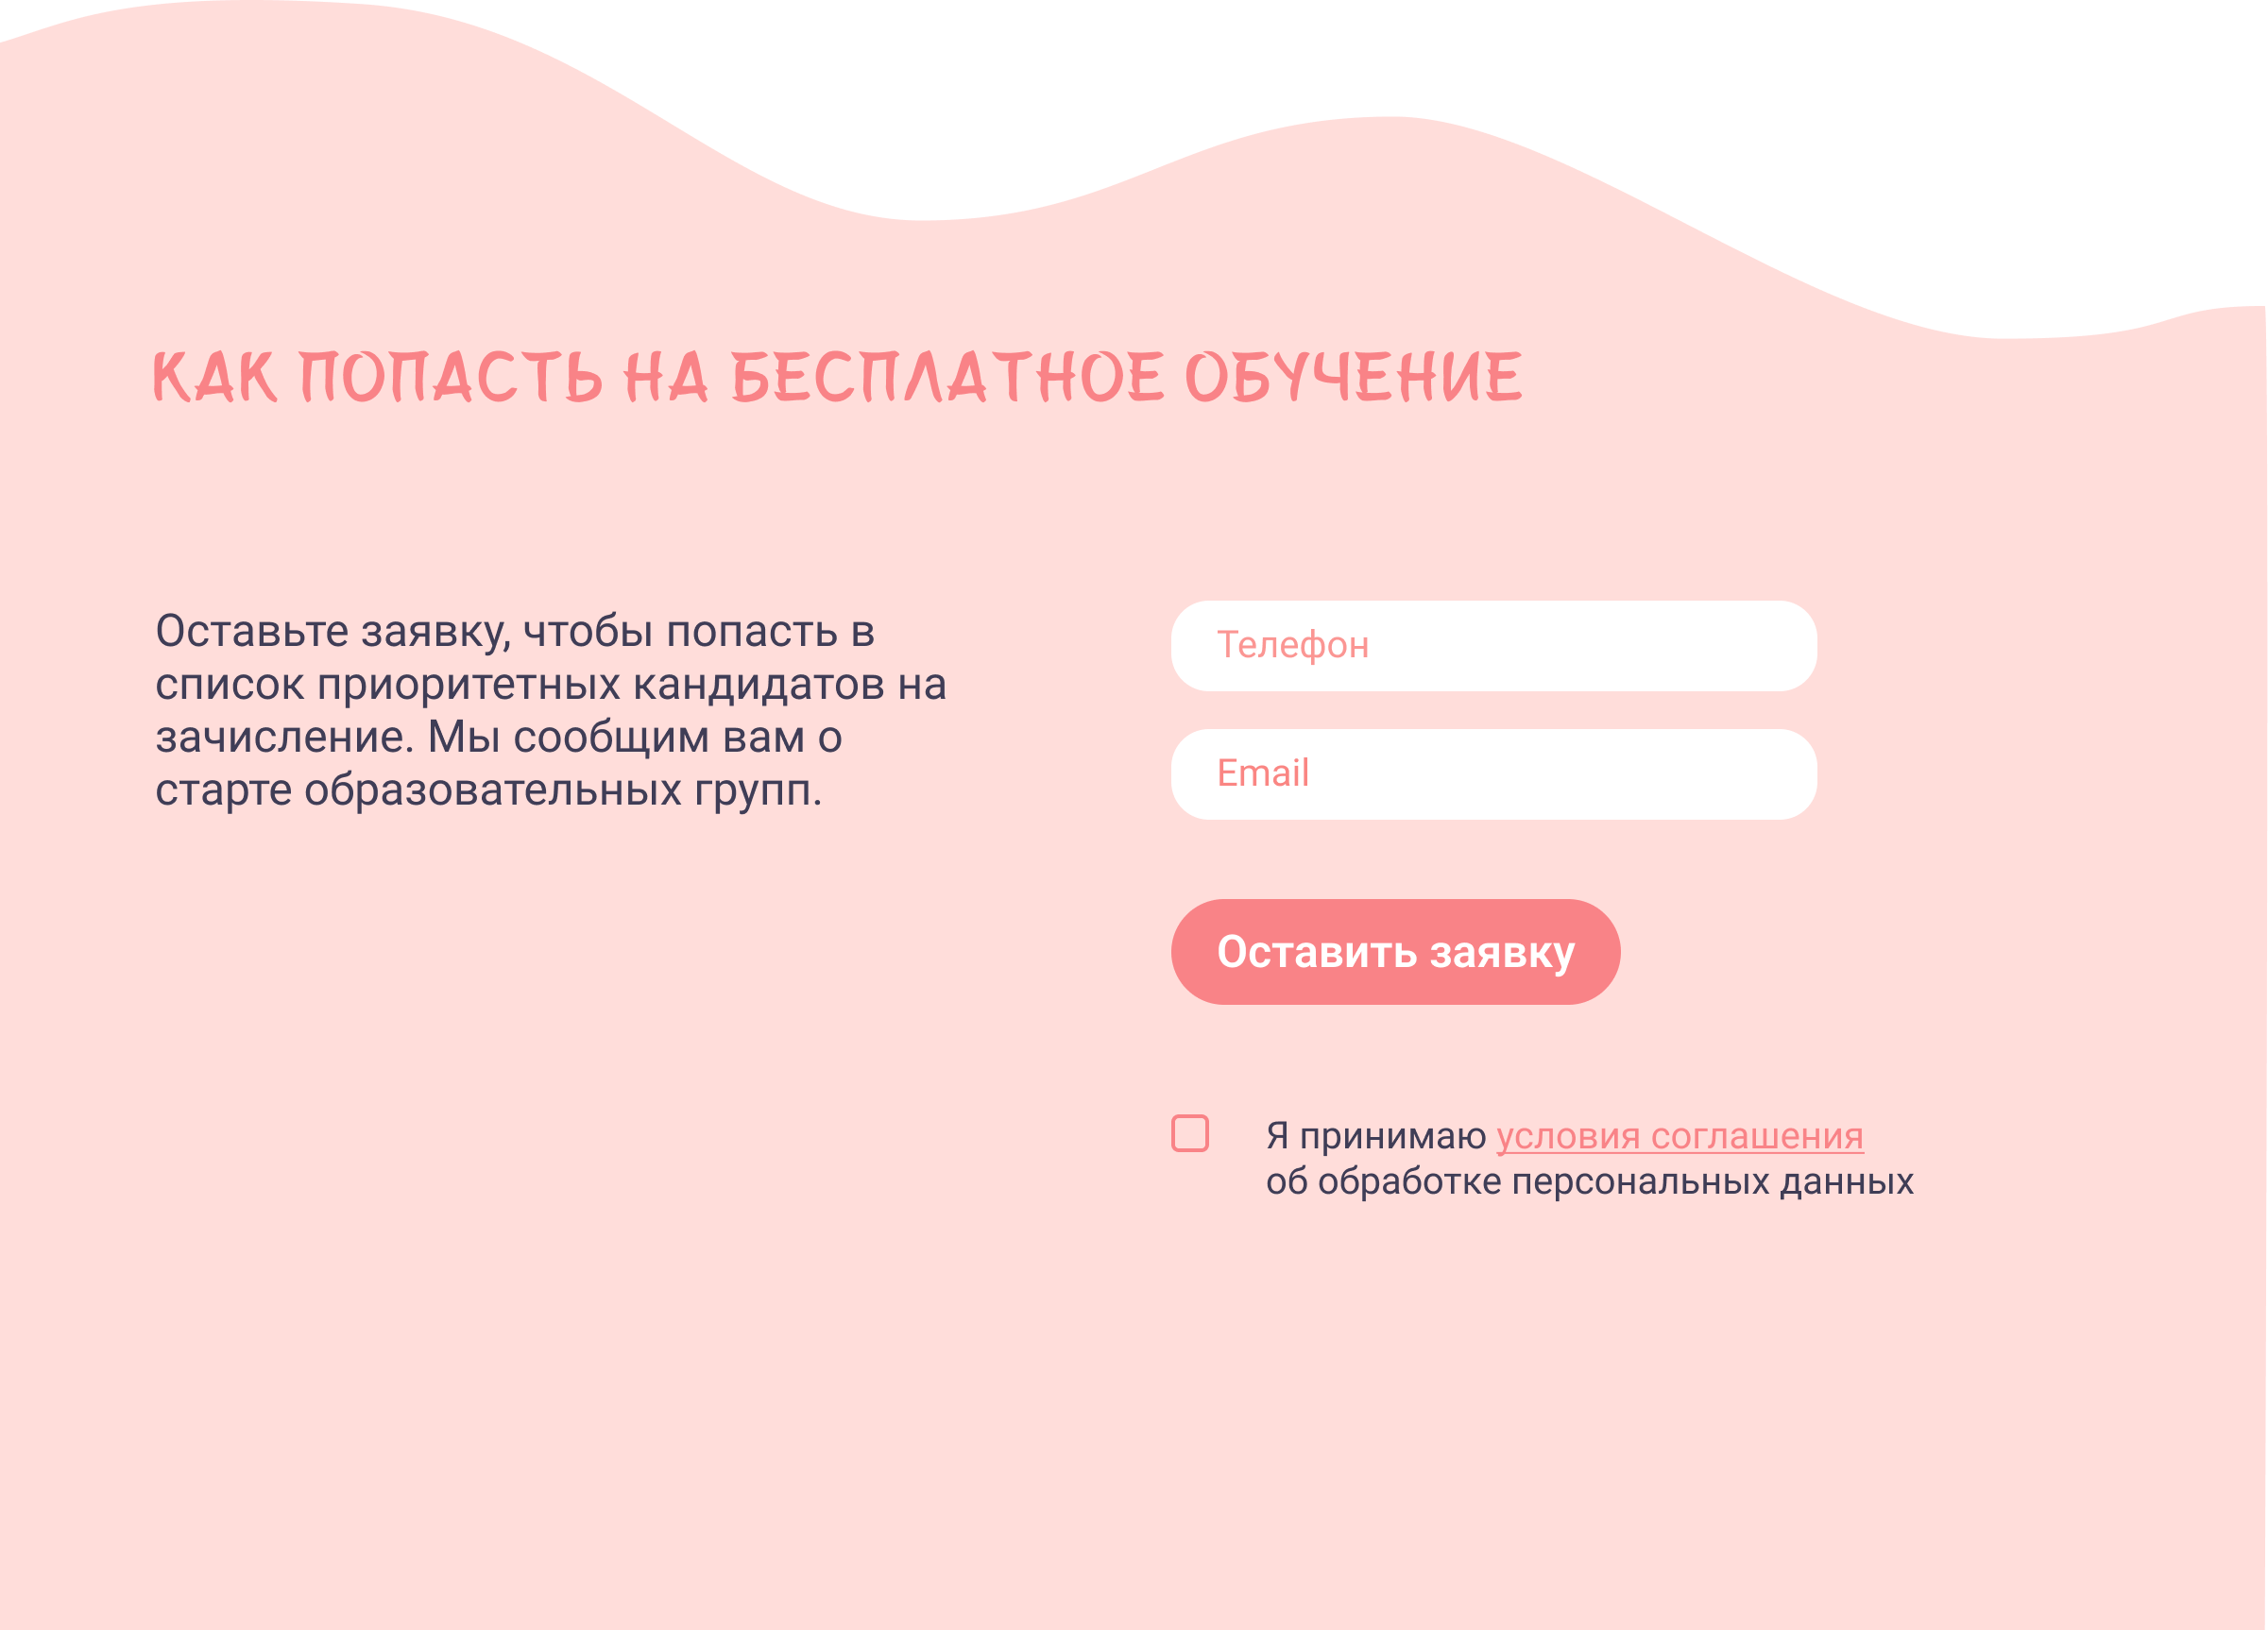 КАК ПОПАСТЬ НА БЕСПЛАТНОЕ ОБУЧЕНИЕ
Оставьте заявку, чтобы попасть в
список приоритетных кандидатов на
зачисление. Мы сообщим вам о
старте образовательных групп.
Телефон
Email
Оставить заявку
Я принимаю условия соглашения
об обработке персональных данных